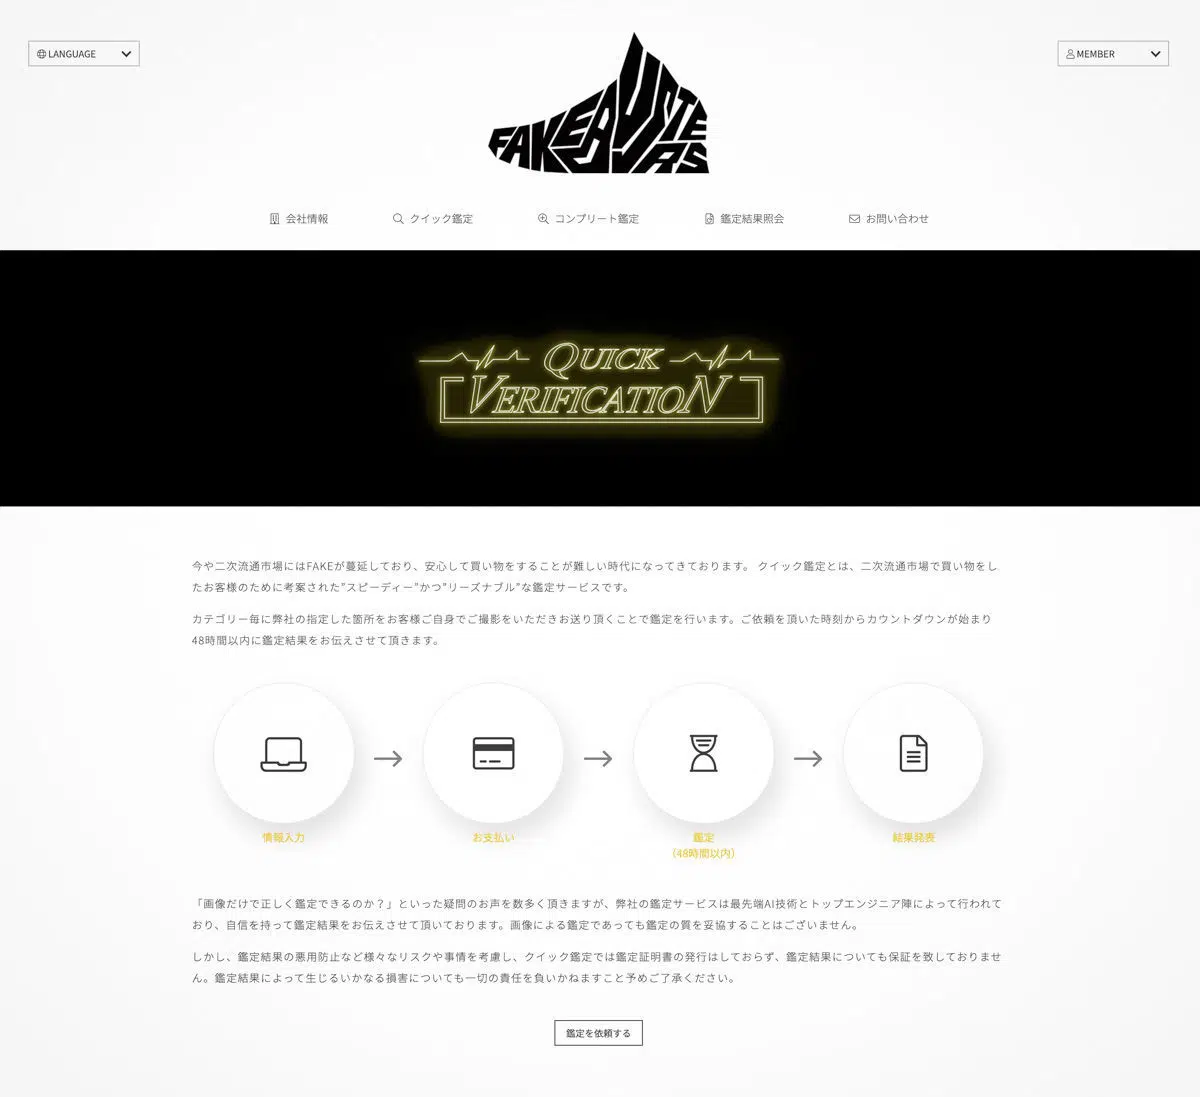 LANGUAGE
MEMBER
FAKEBUSTERS
会社情報
クイック鑑定
コンプリート鑑定
鑑定結果照会
お問い合わせ
QUICK
VERIFICATION
今や二次流通市場にはFAKEが蔓延しており、安心して買い物をすることが難しい時代になってきております。 クイック鑑定とは、二次流通市場で買い物をし
たお客様のために考案された”スピーディー”かつ”リーズナブル”な鑑定サービスです。
カテゴリー毎に弊社の指定した箇所をお客様ご自身でご撮影をいただきお送り頂くことで鑑定を行います。ご依頼を頂いた時刻からカウントダウンが始まり
48時間以内に鑑定結果をお伝えさせて頂きます。
情報入力
お支払い
鑑定
（48時間以内）
結果発表
「画像だけで正しく鑑定できるのか？」といった疑問のお声を数多く頂きますが、弊社の鑑定サービスは最先端AI技術とトップエンジニア陣によって行われて
おり、自信を持って鑑定結果をお伝えさせて頂いております。画像による鑑定であっても鑑定の質を妥協することはございません。
しかし、鑑定結果の悪用防止など様々なリスクや事情を考慮し、クイック鑑定では鑑定証明書の発行はしておらず、鑑定結果についても保証を致しておりませ
ん。鑑定結果によって生じるいかなる損害についても一切の責任を負いかねますこと予めご了承ください。
鑑定を依頼する